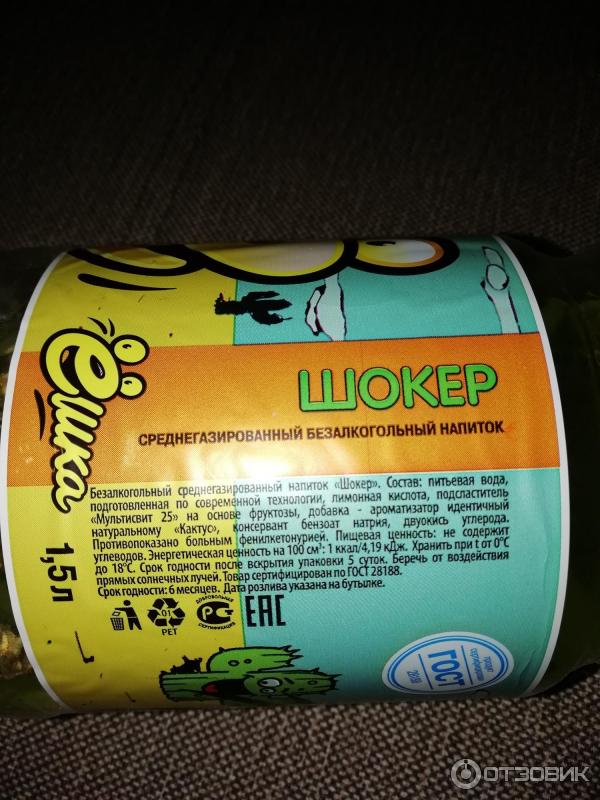 Ёшка
1,5 л
ШОКЕР
СРЕДНЕГАЗИРОВАННЫЙ БЕЗАЛКОГОЛЬНЫЙ НАПИТОК
Безалкогольный среднегазированный напиток «Шокер». Состав: питьевая вода,
подготовленная по современной технологии, лимонная кислота, подсластитель
«Мультисвит 25» на основе фруктозы, добавка - ароматизатор идентичный
натуральному «Кактус», консервант бензоат натрия, двуокись углерода.
Противопоказано больным фенилкетонурией. Пищевая ценность: не содержит
углеводов. Энергетическая ценность на 100 см³: 1 ккал/4,19 кДж. Хранить при t от 0°С
до 18°С. Срок годности после вскрытия упаковки 5 суток. Беречь от воздействия
прямых солнечных лучей. Товар сертифицирован по ГОСТ 28188.
Срок годности: 6 месяцев. Дата розлива указана на бутылке.
01
PET
ДОБРОВОЛЬНАЯ
СЕРТИФИКАЦИЯ
ЕАС
ГОСТ
ОТЗОВИК